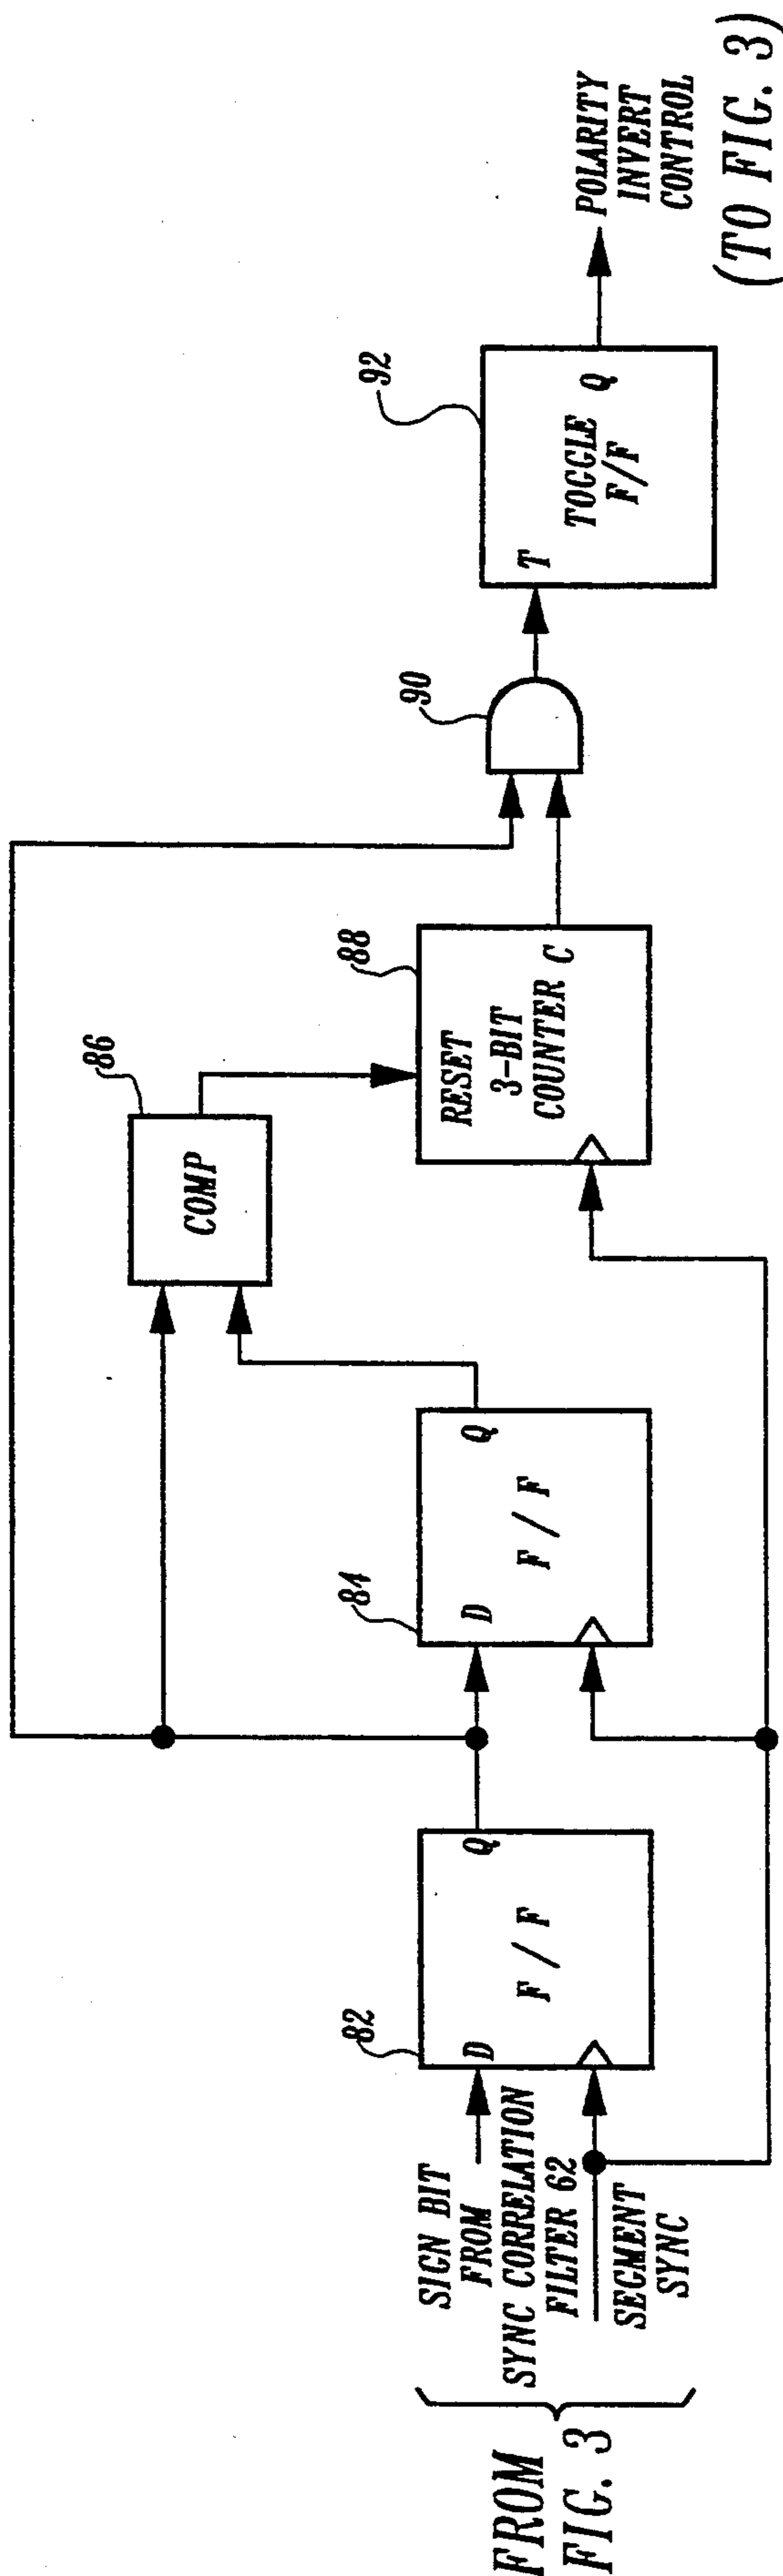 FROM
FIG. 3
SIGN BIT
FROM
SYNC CORRELATION
FILTER 62
SEGMENT
SYNC
82
D
Q
F / F
84
D
Q
F / F
86
COMP
88
RESET
3-BIT
COUNTER C
90
92
T
TOGGLE
F/F
Q
POLARITY
INVERT
CONTROL
(TO FIG. 3)